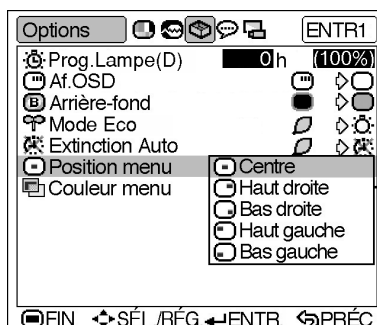 Options ENTR1
Prog.Lampe(D) 0 h (100%)
Af.OSD
B Arrière-fond
Mode Eco
Extinction Auto
Position menu Centre
Couleur menu Haut droite
Bas droite
Haut gauche
Bas gauche
FIN SÉL./RÉG ENTR. PRÉC